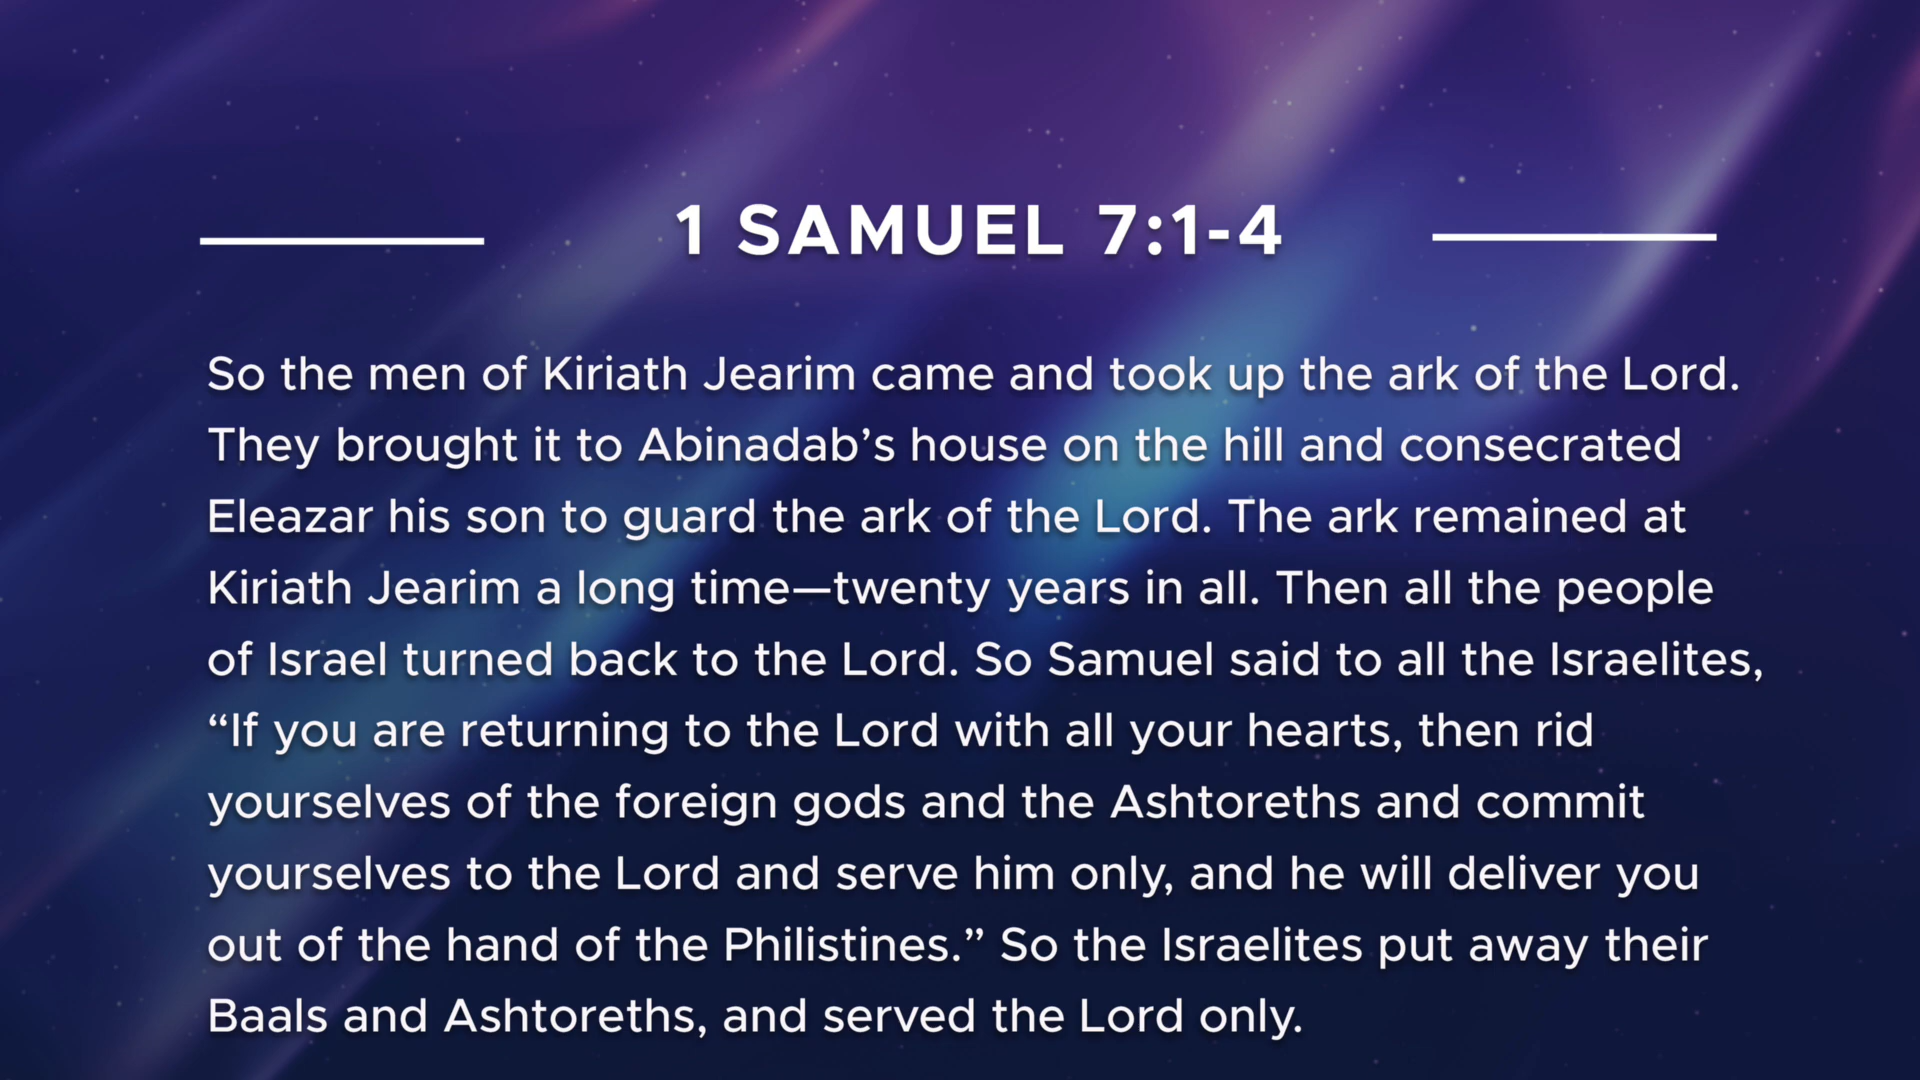 1 SAMUEL 7:1-4
So the men of Kiriath Jearim came and took up the ark of the Lord.
They brought it to Abinadab’s house on the hill and consecrated
Eleazar his son to guard the ark of the Lord. The ark remained at
Kiriath Jearim a long time—twenty years in all. Then all the people
of Israel turned back to the Lord. So Samuel said to all the Israelites,
“If you are returning to the Lord with all your hearts, then rid
yourselves of the foreign gods and the Ashtoreths and commit
yourselves to the Lord and serve him only, and he will deliver you
out of the hand of the Philistines.” So the Israelites put away their
Baals and Ashtoreths, and served the Lord only.